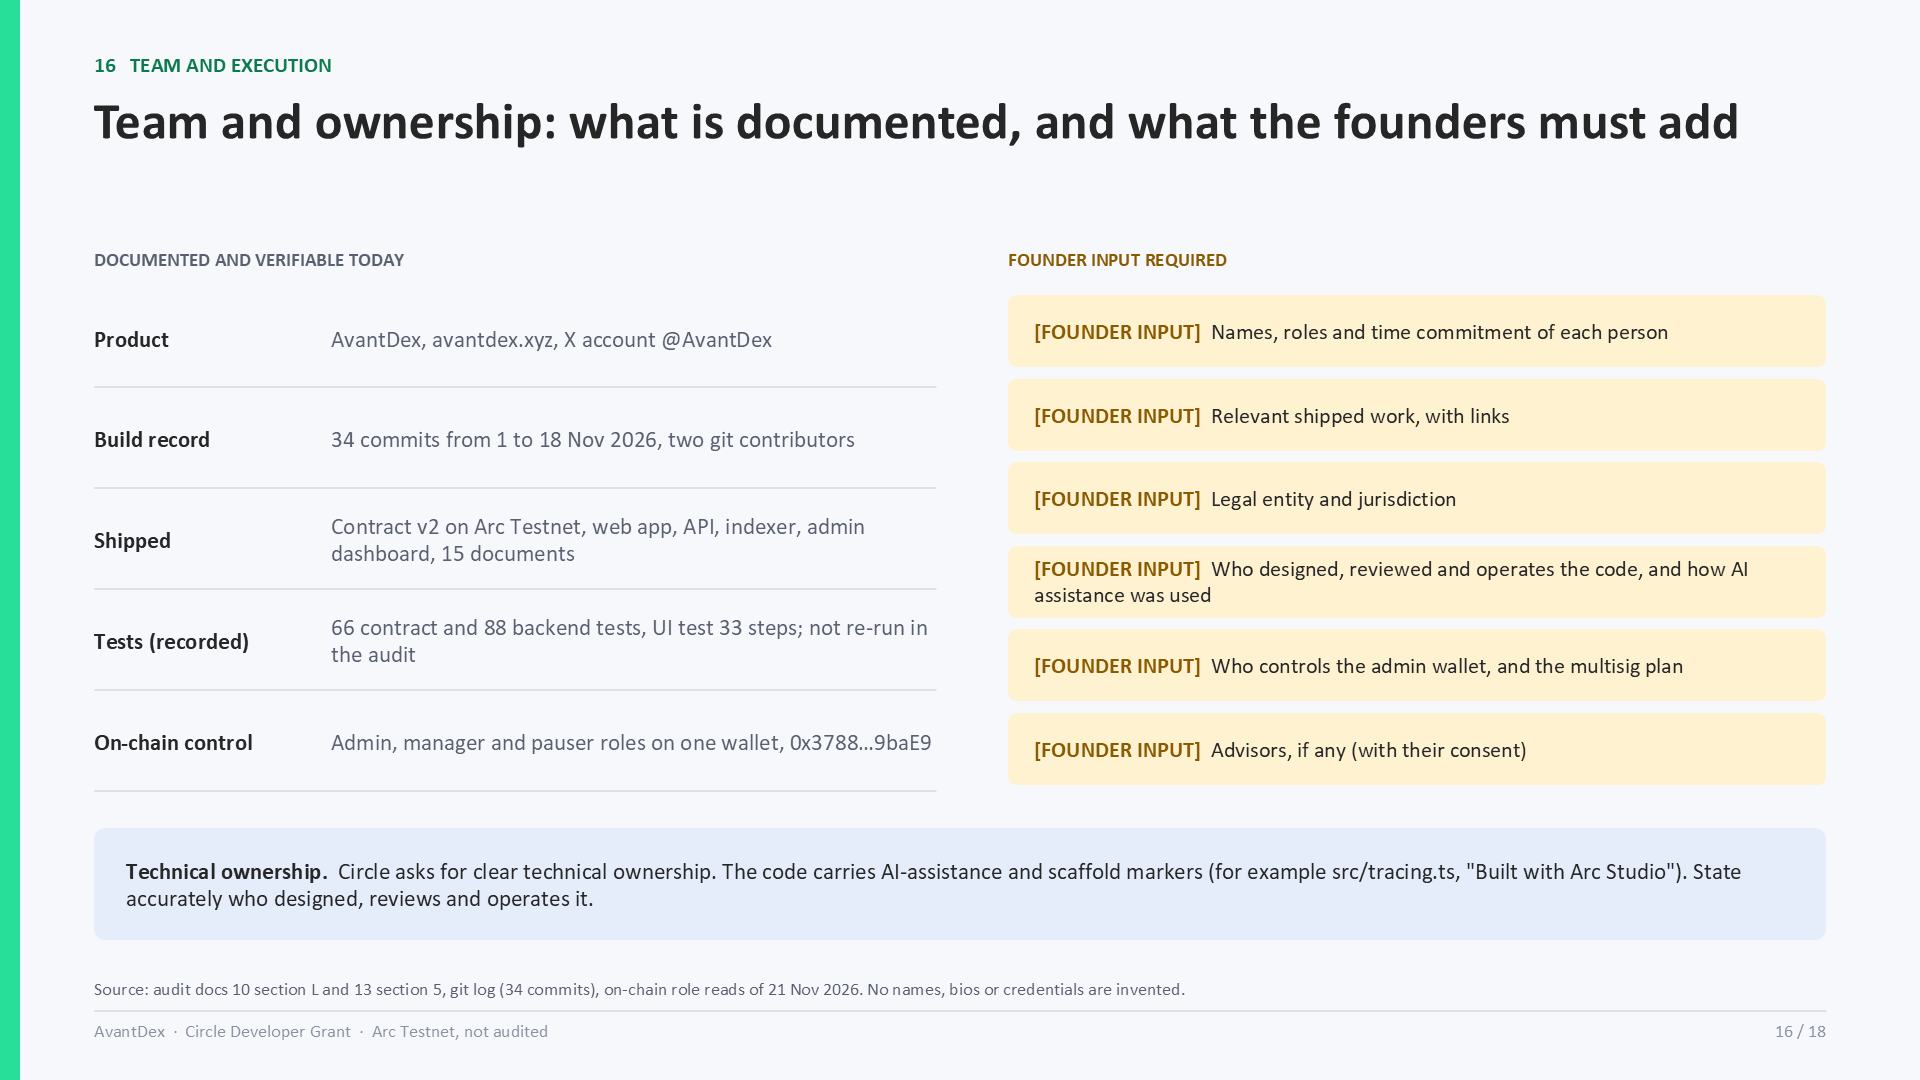 16 TEAM AND EXECUTION
Team and ownership: what is documented, and what the founders must add
DOCUMENTED AND VERIFIABLE TODAY
Product
AvantDex, avantdex.xyz, X account @AvantDex
Build record
34 commits from 1 to 18 Nov 2026, two git contributors
Shipped
Contract v2 on Arc Testnet, web app, API, indexer, admin
dashboard, 15 documents
Tests (recorded)
66 contract and 88 backend tests, UI test 33 steps; not re-run in
the audit
On-chain control
Admin, manager and pauser roles on one wallet, 0x3788...9baE9
FOUNDER INPUT REQUIRED
[FOUNDER INPUT] Names, roles and time commitment of each person
[FOUNDER INPUT] Relevant shipped work, with links
[FOUNDER INPUT] Legal entity and jurisdiction
[FOUNDER INPUT] Who designed, reviewed and operates the code, and how AI
assistance was used
[FOUNDER INPUT] Who controls the admin wallet, and the multisig plan
[FOUNDER INPUT] Advisors, if any (with their consent)
Technical ownership. Circle asks for clear technical ownership. The code carries AI-assistance and scaffold markers (for example src/tracing.ts, "Built with Arc Studio"). State
accurately who designed, reviews and operates it.
Source: audit docs 10 section L and 13 section 5, git log (34 commits), on-chain role reads of 21 Nov 2026. No names, bios or credentials are invented.
AvantDex · Circle Developer Grant · Arc Testnet, not audited
16 / 18